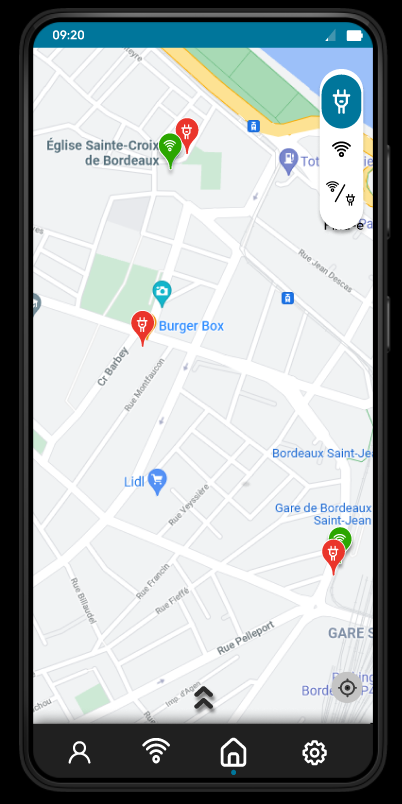 09:20
Église Sainte-Croix
de Bordeaux
Tot
Rue Jean Descas
Burger Box
Cr Barbey
Rue Montfaucon
Bordeaux Saint-Je
Lidl
Rue Veyssière
Gare de Bordeaux
Saint-Jean
Rue Francin
Rue Fieffé
Rue Billaudel
Rue Pelleport
GARE S
Imp. d'Agen